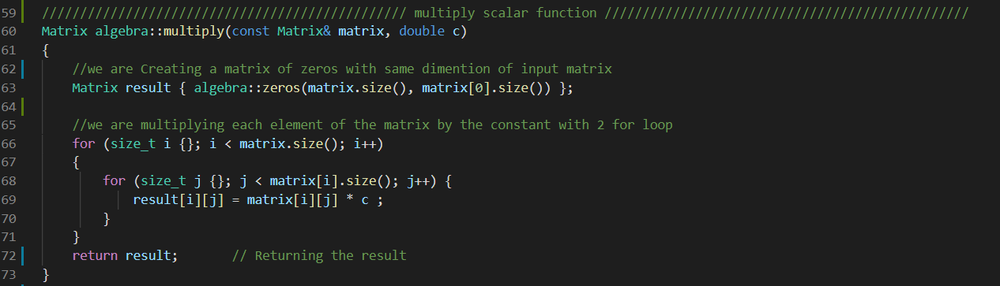 59 //////////////////////////////////////////////// multiply scalar function ////////////////////////////////////////////////
60 Matrix algebra::multiply(const Matrix& matrix, double c)
61 {
62     //we are Creating a matrix of zeros with same dimention of input matrix
63     Matrix result { algebra::zeros(matrix.size(), matrix[0].size()) };
64
65     //we are multiplying each element of the matrix by the constant with 2 for loop
66     for (size_t i {}; i < matrix.size(); i++)
67     {
68         for (size_t j {}; j < matrix[i].size(); j++) {
69             result[i][j] = matrix[i][j] * c ;
70         }
71     }
72     return result;       // Returning the result
73 }